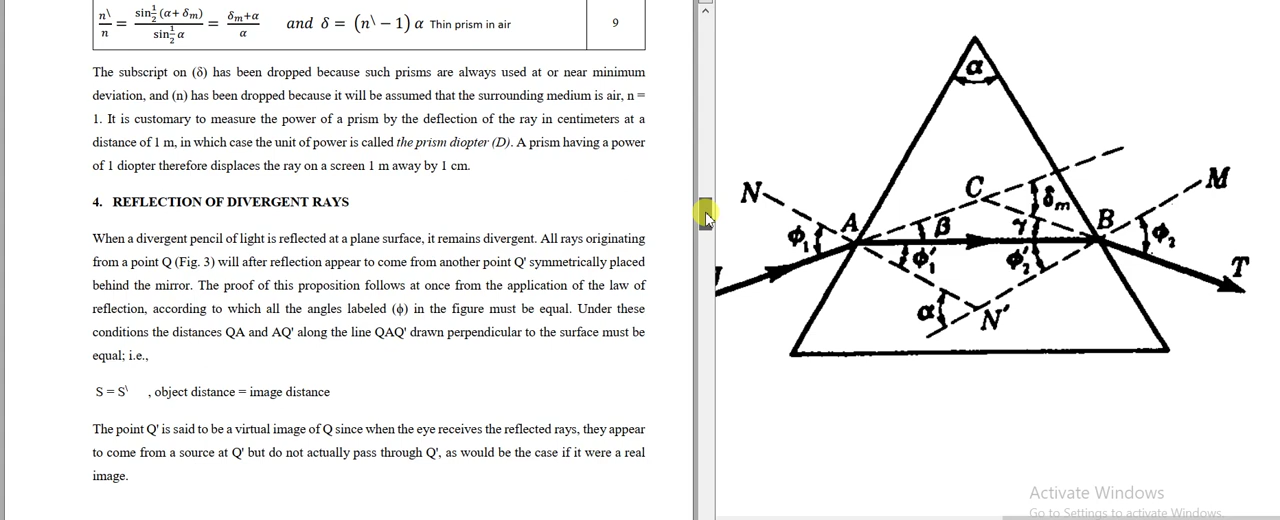 n\/n = sin½(α+ δm)/sin½α = δm+α/α and δ = (n\ − 1) α Thin prism in air 9
The subscript on (δ) has been dropped because such prisms are always used at or near minimum
deviation, and (n) has been dropped because it will be assumed that the surrounding medium is air, n =
1. It is customary to measure the power of a prism by the deflection of the ray in centimeters at a
distance of 1 m, in which case the unit of power is called the prism diopter (D). A prism having a power
of 1 diopter therefore displaces the ray on a screen 1 m away by 1 cm.
4. REFLECTION OF DIVERGENT RAYS
When a divergent pencil of light is reflected at a plane surface, it remains divergent. All rays originating
from a point Q (Fig. 3) will after reflection appear to come from another point Q' symmetrically placed
behind the mirror. The proof of this proposition follows at once from the application of the law of
reflection, according to which all the angles labeled (ϕ) in the figure must be equal. Under these
conditions the distances QA and AQ' along the line QAQ' drawn perpendicular to the surface must be
equal; i.e.,
S = S\ , object distance = image distance
The point Q' is said to be a virtual image of Q since when the eye receives the reflected rays, they appear
to come from a source at Q' but do not actually pass through Q', as would be the case if it were a real
image.
α
N C M
A δm B
ϕ1 β γ ϕ2
ϕ'1 ϕ'2 T
α N'
Activate Windows
Go to Settings to activate Windows.